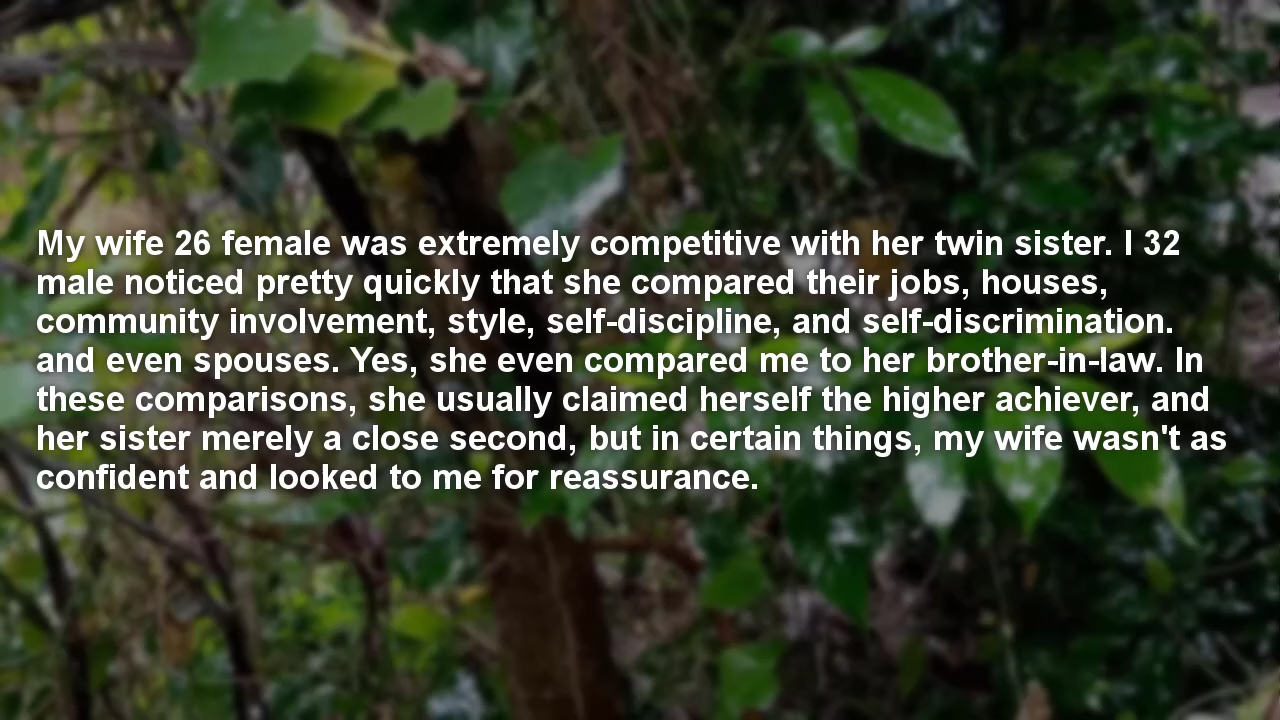 My wife 26 female was extremely competitive with her twin sister. I 32
male noticed pretty quickly that she compared their jobs, houses,
community involvement, style, self-discipline, and self-discrimination.
and even spouses. Yes, she even compared me to her brother-in-law. In
these comparisons, she usually claimed herself the higher achiever, and
her sister merely a close second, but in certain things, my wife wasn't as
confident and looked to me for reassurance.